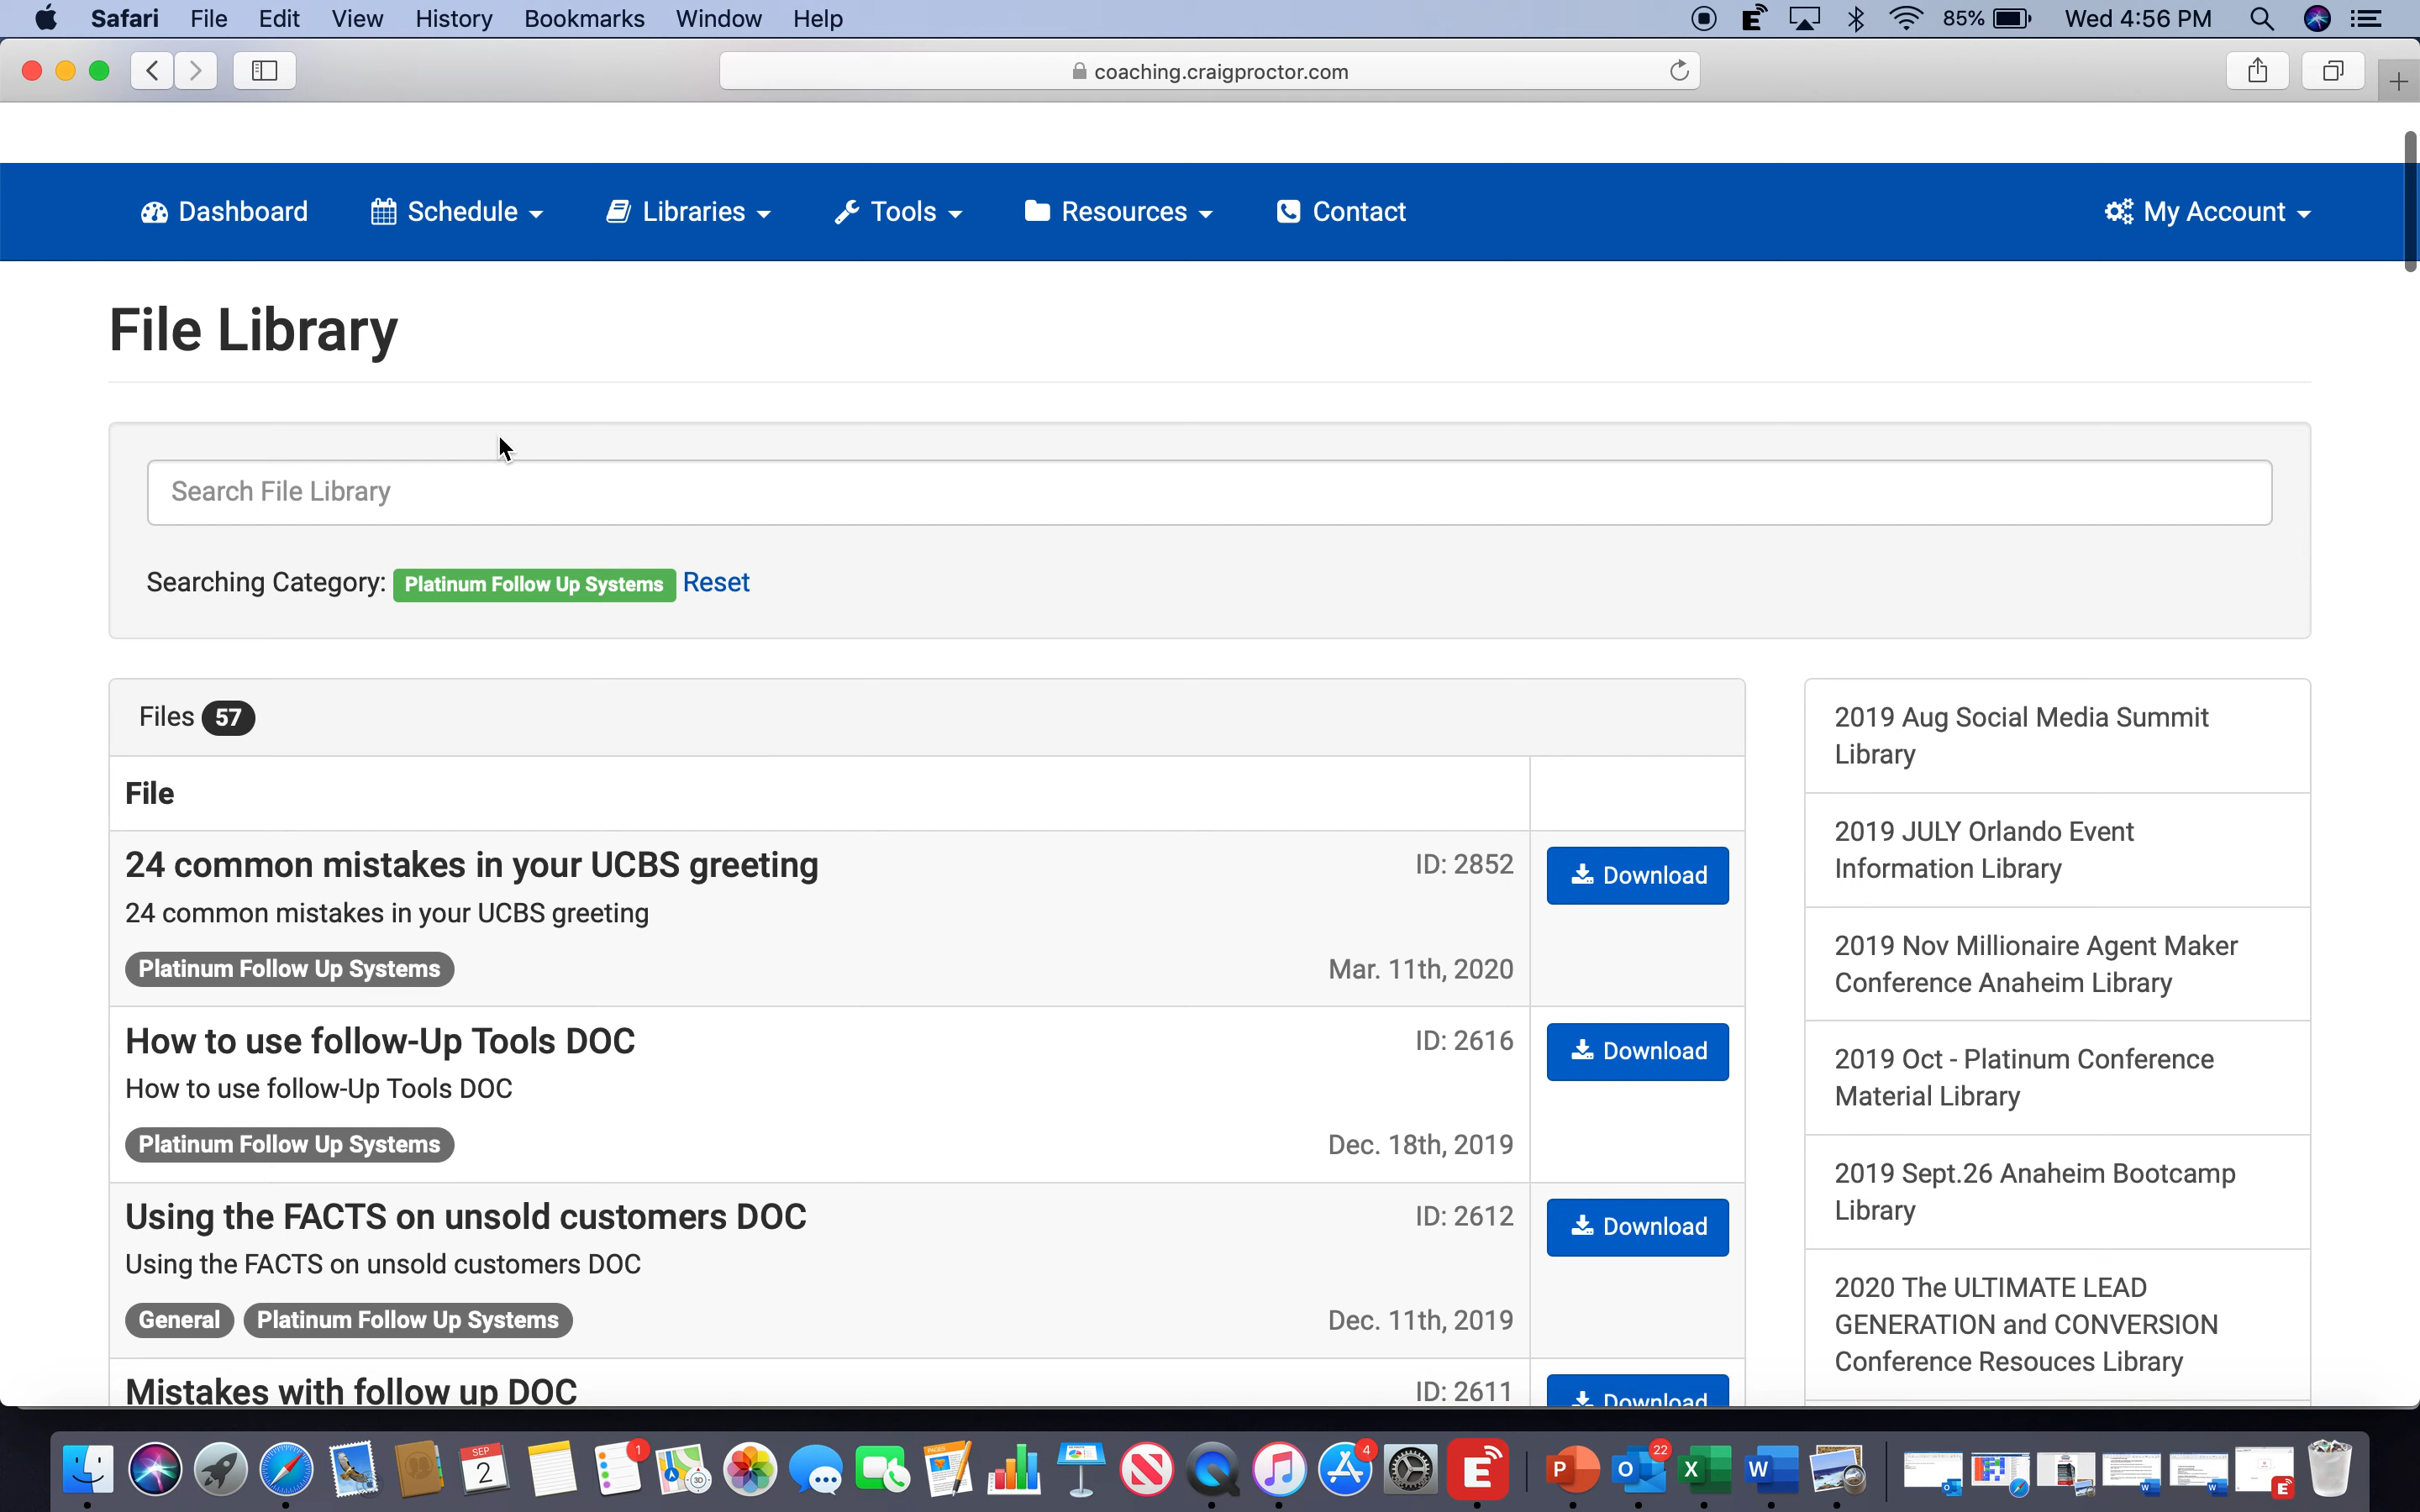 Safari File Edit View History Bookmarks Window Help
85% Wed 4:56 PM
coaching.craigproctor.com
Dashboard Schedule Libraries Tools Resources Contact My Account
File Library
Search File Library
Searching Category: Platinum Follow Up Systems Reset
Files 57
File
24 common mistakes in your UCBS greeting ID: 2852 Download
24 common mistakes in your UCBS greeting
Platinum Follow Up Systems Mar. 11th, 2020
How to use follow-Up Tools DOC ID: 2616 Download
How to use follow-Up Tools DOC
Platinum Follow Up Systems Dec. 18th, 2019
Using the FACTS on unsold customers DOC ID: 2612 Download
Using the FACTS on unsold customers DOC
General Platinum Follow Up Systems Dec. 11th, 2019
Mistakes with follow up DOC ID: 2611 Download
2019 Aug Social Media Summit
Library
2019 JULY Orlando Event
Information Library
2019 Nov Millionaire Agent Maker
Conference Anaheim Library
2019 Oct - Platinum Conference
Material Library
2019 Sept.26 Anaheim Bootcamp
Library
2020 The ULTIMATE LEAD
GENERATION and CONVERSION
Conference Resouces Library
SEP
2
1
3D
PAGES
4
E
P
22
O
X
W